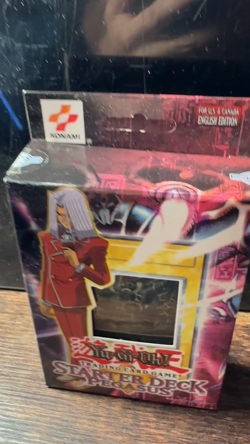 KONAMI
FOR U.S. & CANADA
ENGLISH EDITION
Yu-Gi-Oh!
TRADING CARD GAME
STARTER DECK
PEGASUS